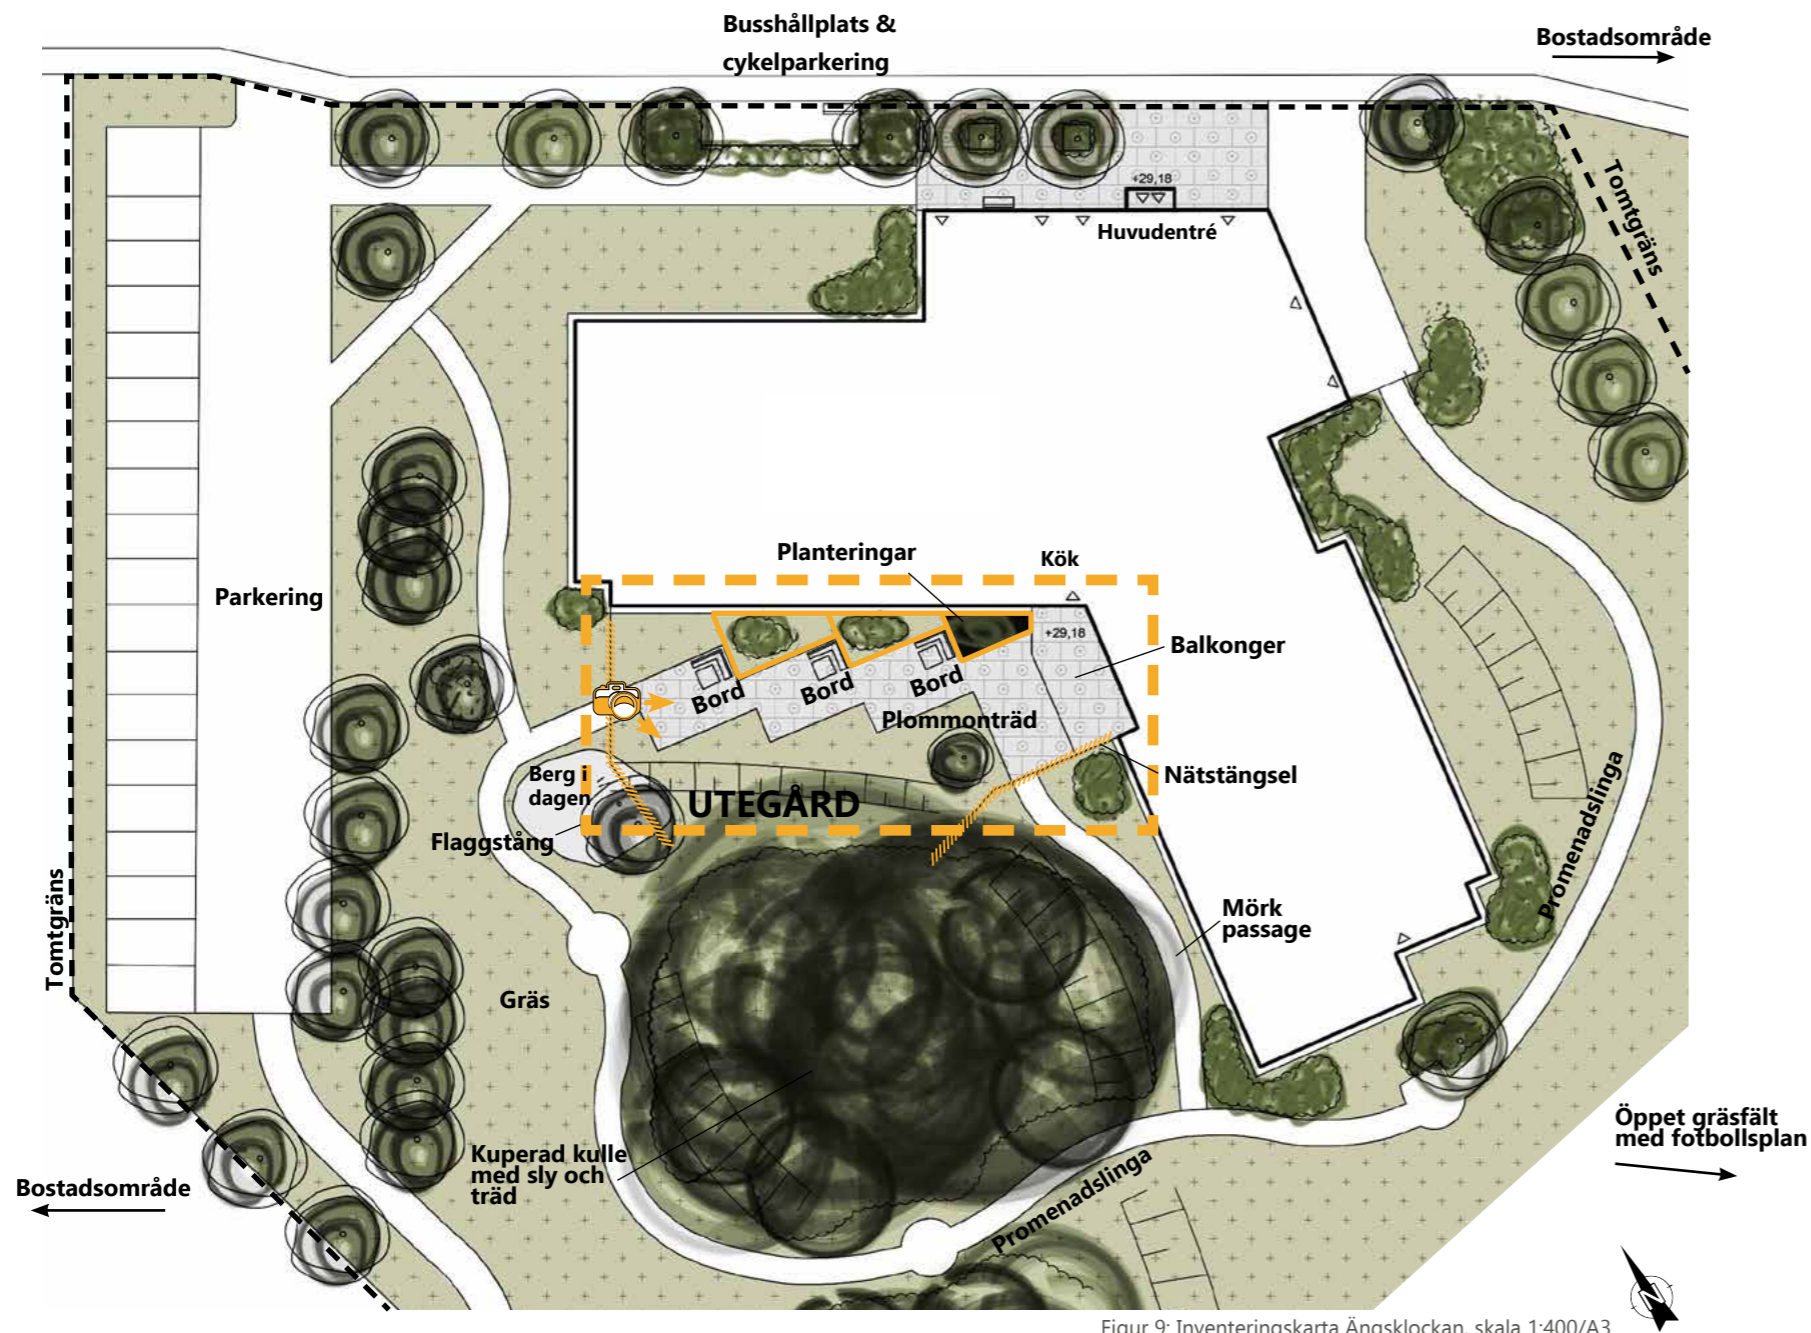 Busshållplats &
cykelparkering
Bostadsområde
Tomtgräns
+29,18
Huvudentré
Planteringar
Kök
Parkering
+29,18
Balkonger
Bord
Bord
Bord
Plommonträd
Berg i
dagen
UTEGÅRD
Nätstängsel
Flaggstång
Promenadslinga
Tomtgräns
Mörk
passage
Gräs
Kuperad kulle
med sly och
träd
Öppet gräsfält
med fotbollsplan
Bostadsområde
Promenadslinga
N
Figur 9: Inventeringskarta Ängsklockan, skala 1:400/A3